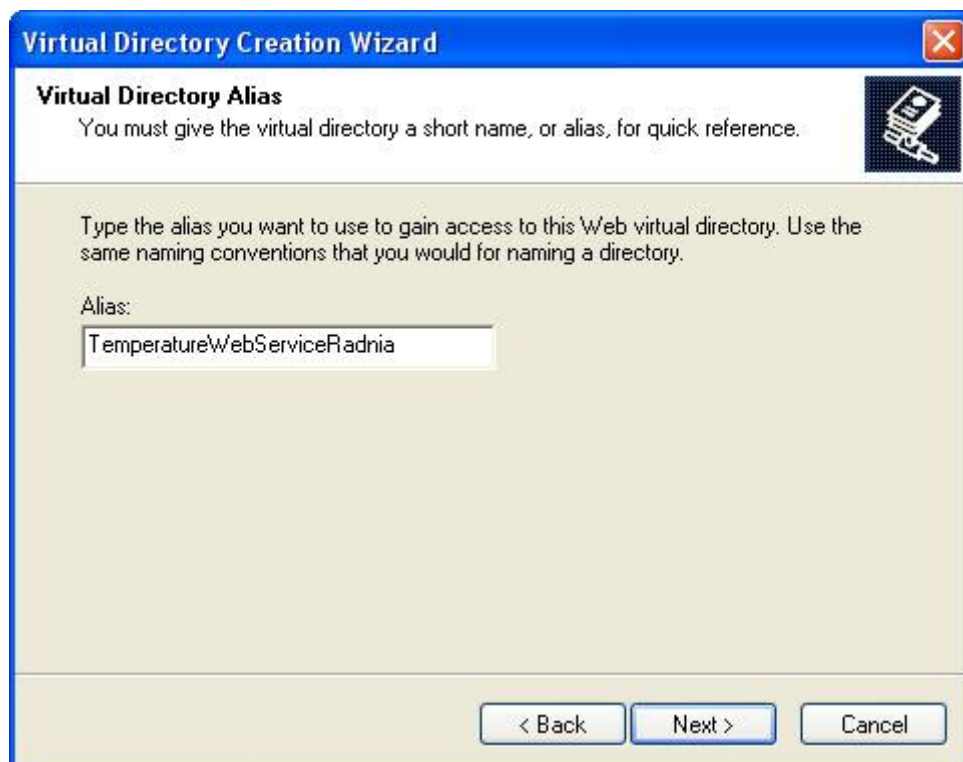 Virtual Directory Creation Wizard
Virtual Directory Alias
You must give the virtual directory a short name, or alias, for quick reference.
Type the alias you want to use to gain access to this Web virtual directory. Use the
same naming conventions that you would for naming a directory.
Alias:
TemperatureWebServiceRadnia
< Back Next > Cancel